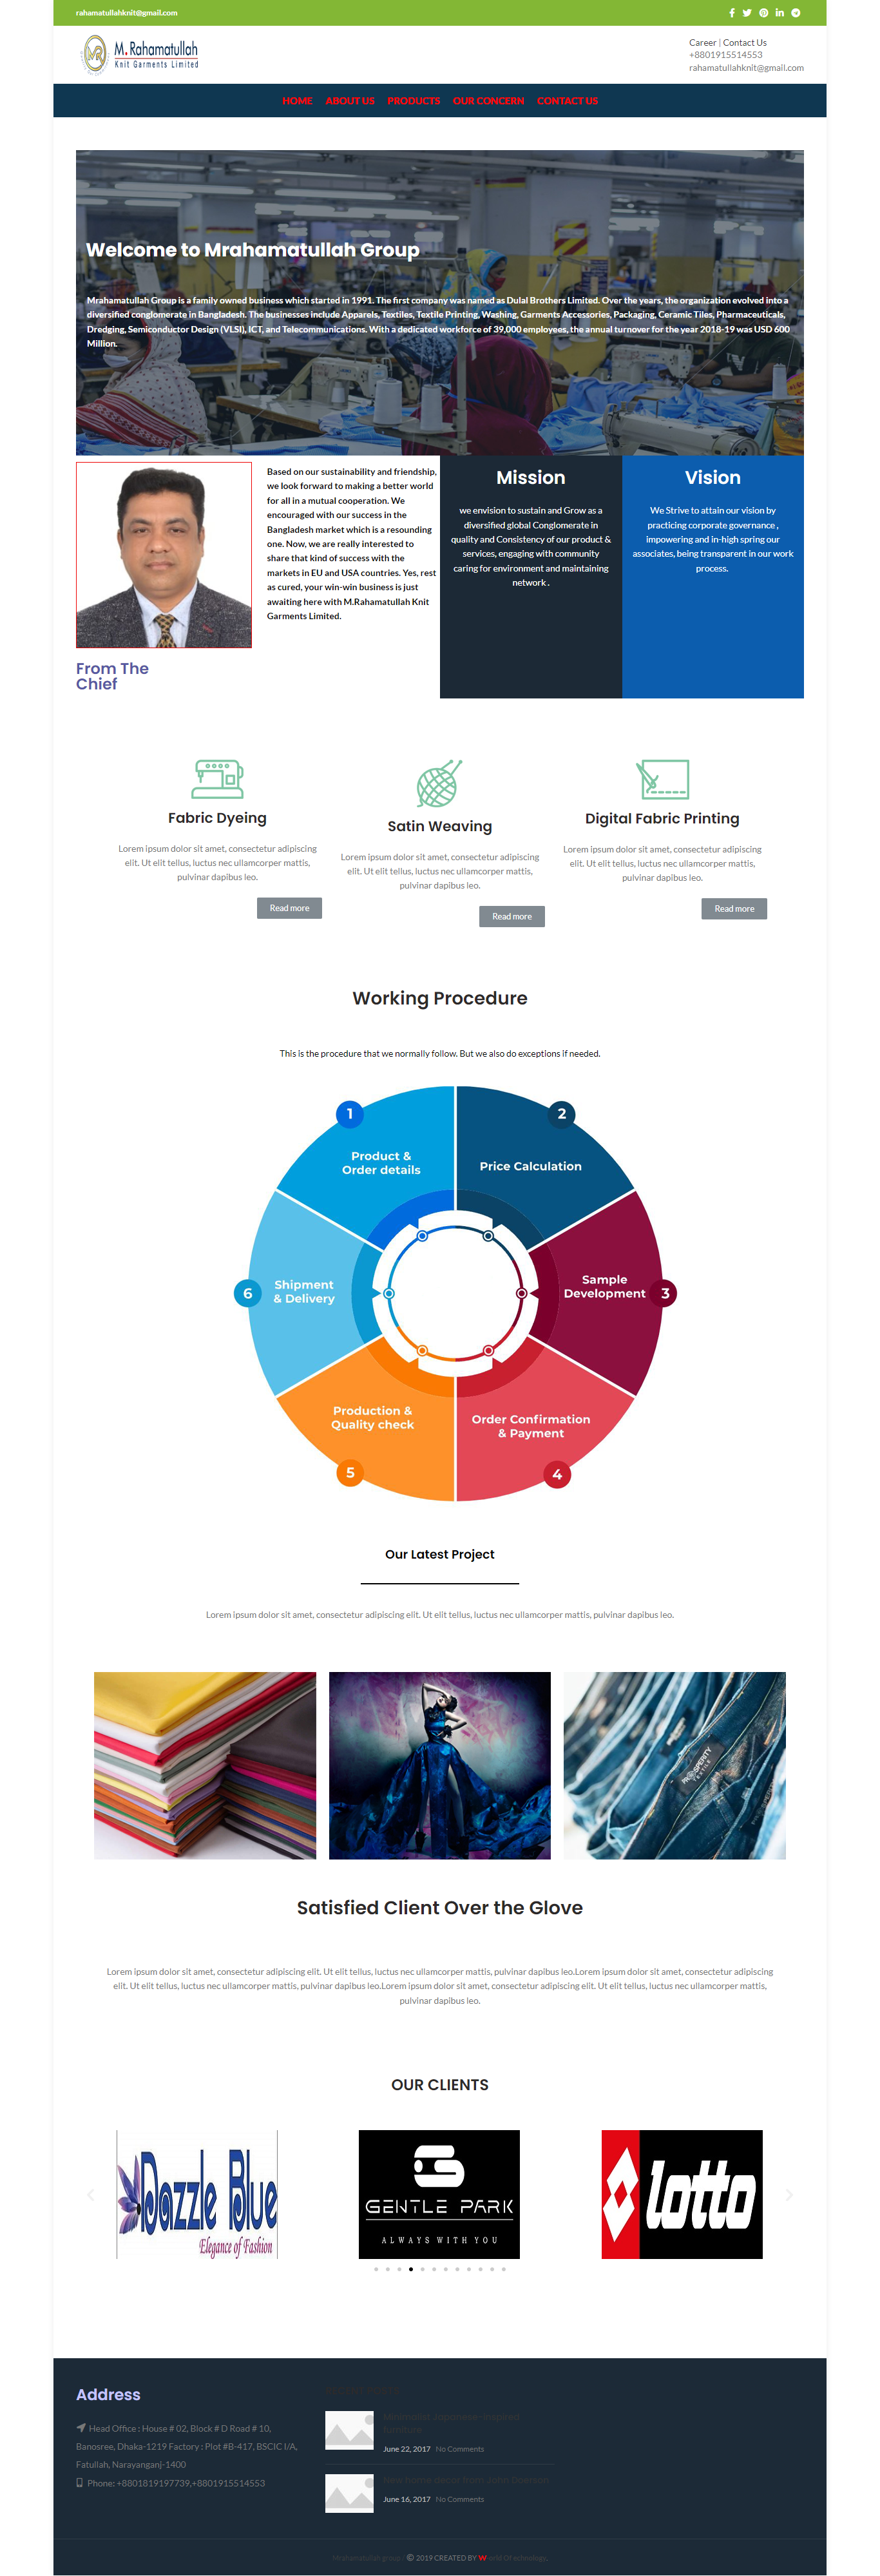 rahamatullahknit@gmail.com
M.Rahamatullah
Knit Garments Limited
Career | Contact Us
+8801915514553
rahamatullahknit@gmail.com
HOME ABOUT US PRODUCTS OUR CONCERN CONTACT US
Welcome to Mrahamatullah Group
Mrahamatullah Group is a family owned business which started in 1991. The first company was named as Dulal Brothers Limited. Over the years, the organization evolved into a
diversified conglomerate in Bangladesh. The businesses include Apparels, Textiles, Textile Printing, Washing, Garments Accessories, Packaging, Ceramic Tiles, Pharmaceuticals,
Dredging, Semiconductor Design (VLSI), ICT, and Telecommunications. With a dedicated workforce of 39,000 employees, the annual turnover for the year 2018-19 was USD 600
Million.
From The
Chief
Based on our sustainability and friendship,
we look forward to making a better world
for all in a mutual cooperation. We
encouraged with our success in the
Bangladesh market which is a resounding
one. Now, we are really interested to
share that kind of success with the
markets in EU and USA countries. Yes, rest
as cured, your win-win business is just
awaiting here with M.Rahamatullah Knit
Garments Limited.
Mission
we envision to sustain and Grow as a
diversified global Conglomerate in
quality and Consistency of our product &
services, engaging with community
caring for environment and maintaining
network .
Vision
We Strive to attain our vision by
practicing corporate governance ,
impowering and in-high spring our
associates, being transparent in our work
process.
Fabric Dyeing
Lorem ipsum dolor sit amet, consectetur adipiscing
elit. Ut elit tellus, luctus nec ullamcorper mattis,
pulvinar dapibus leo.
Read more
Satin Weaving
Lorem ipsum dolor sit amet, consectetur adipiscing
elit. Ut elit tellus, luctus nec ullamcorper mattis,
pulvinar dapibus leo.
Read more
Digital Fabric Printing
Lorem ipsum dolor sit amet, consectetur adipiscing
elit. Ut elit tellus, luctus nec ullamcorper mattis,
pulvinar dapibus leo.
Read more
Working Procedure
This is the procedure that we normally follow. But we also do exceptions if needed.
1
Product &
Order details
2
Price Calculation
Sample
Development
3
Order Confirmation
& Payment
4
Production &
Quality check
5
6
Shipment
& Delivery
Our Latest Project
Lorem ipsum dolor sit amet, consectetur adipiscing elit. Ut elit tellus, luctus nec ullamcorper mattis, pulvinar dapibus leo.
PROSPERITY
TEXTILE
Satisfied Client Over the Glove
Lorem ipsum dolor sit amet, consectetur adipiscing elit. Ut elit tellus, luctus nec ullamcorper mattis, pulvinar dapibus leo.Lorem ipsum dolor sit amet, consectetur adipiscing
elit. Ut elit tellus, luctus nec ullamcorper mattis, pulvinar dapibus leo.Lorem ipsum dolor sit amet, consectetur adipiscing elit. Ut elit tellus, luctus nec ullamcorper mattis,
pulvinar dapibus leo.
OUR CLIENTS
Dazzle Blue
Elegance of Fashion
GENTLE PARK
ALWAYS WITH YOU
lotto
Address
Head Office : House # 02, Block # D Road # 10,
Banosree, Dhaka-1219 Factory : Plot #B-417, BSCIC I/A,
Fatullah, Narayanganj-1400
Phone: +8801819197739,+8801915514553
June 22, 2017 No Comments
June 16, 2017 No Comments
© 2019 CREATED BY W